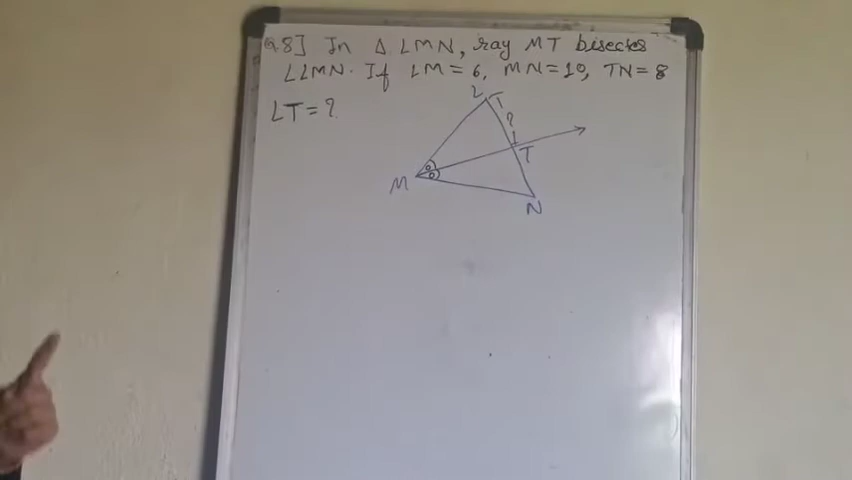 Q.8] In Δ LMN, ray MT bisects
∠LMN. If LM = 6, MN = 10, TN = 8
LT = ?
L
?
T
M
N